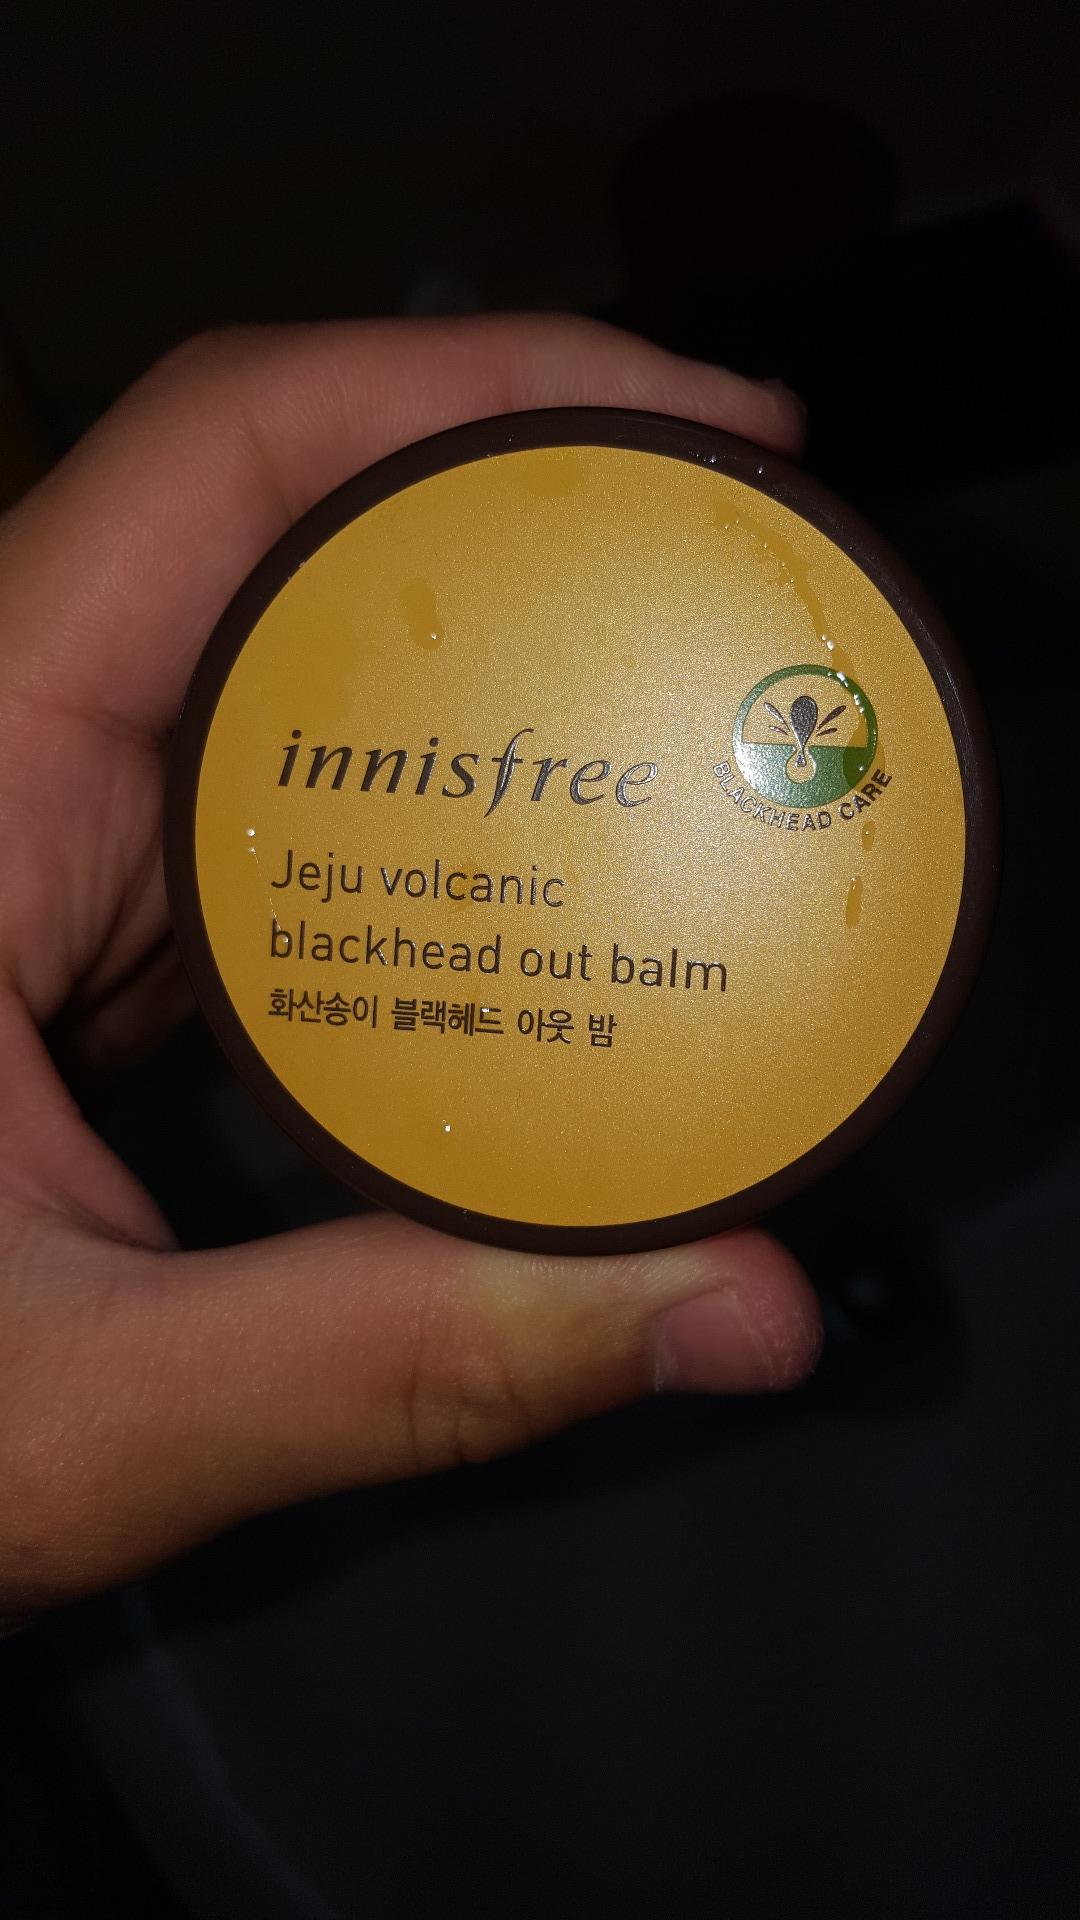 innisfree
BLACKHEAD CARE
Jeju volcanic
blackhead out balm
화산송이 블랙헤드 아웃 밤